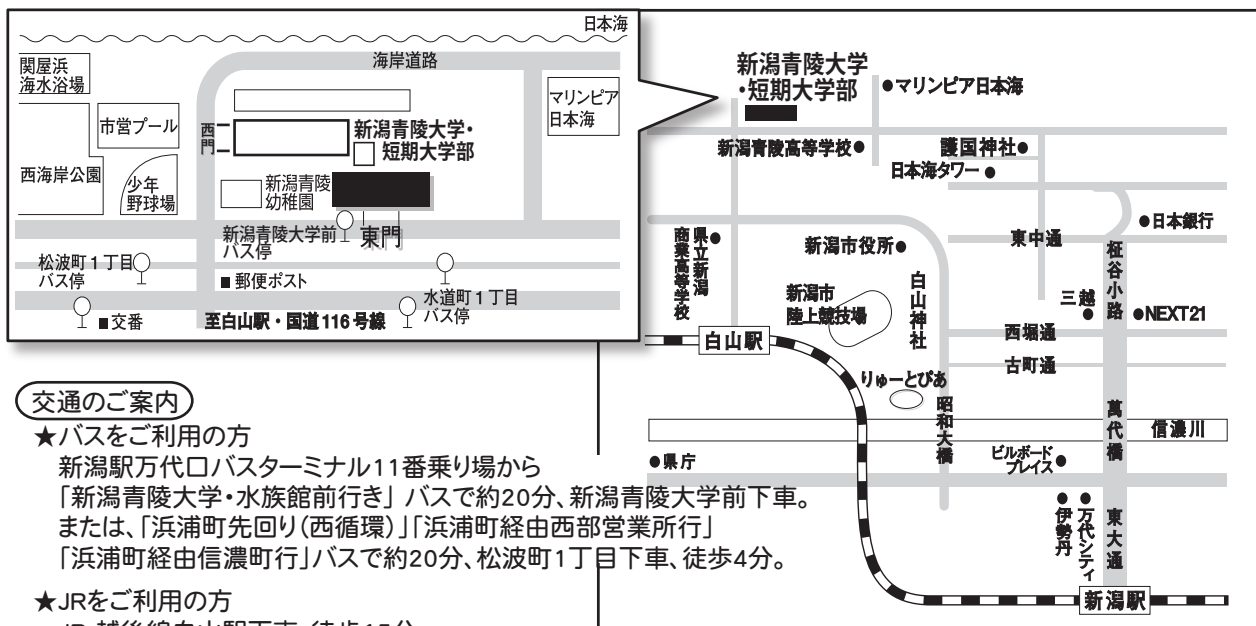 日本海
海岸道路
関屋浜
海水浴場
マリンピア
日本海
市営プール
西門
新潟青陵大学・
短期大学部
西海岸公園
少年
野球場
新潟青陵
幼稚園
新潟青陵大学前
バス停
東門
松波町1丁目
バス停
■郵便ポスト
■交番
至白山駅・国道116号線
水道町1丁目
バス停
新潟青陵大学
・短期大学部
●マリンピア日本海
新潟青陵高等学校●
護国神社●
日本海タワー●
●日本銀行
県立新潟
商業高等学校
新潟市役所●
東中通
柾谷小路
白山神社
三越
●NEXT21
新潟市
陸上競技場
西堀通
白山駅
古町通
りゅーとぴあ
昭和大橋
萬代橋
信濃川
●県庁
ビルボード
プレイス●
●万代シティ
●伊勢丹
東大通
新潟駅
交通のご案内
★バスをご利用の方
新潟駅万代口バスターミナル11番乗り場から
「新潟青陵大学・水族館前行き」 バスで約20分、新潟青陵大学前下車。
または、「浜浦町先回り(西循環)」「浜浦町経由西部営業所行」
「浜浦町経由信濃町行」バスで約20分、松波町1丁目下車、徒歩4分。
★JRをご利用の方